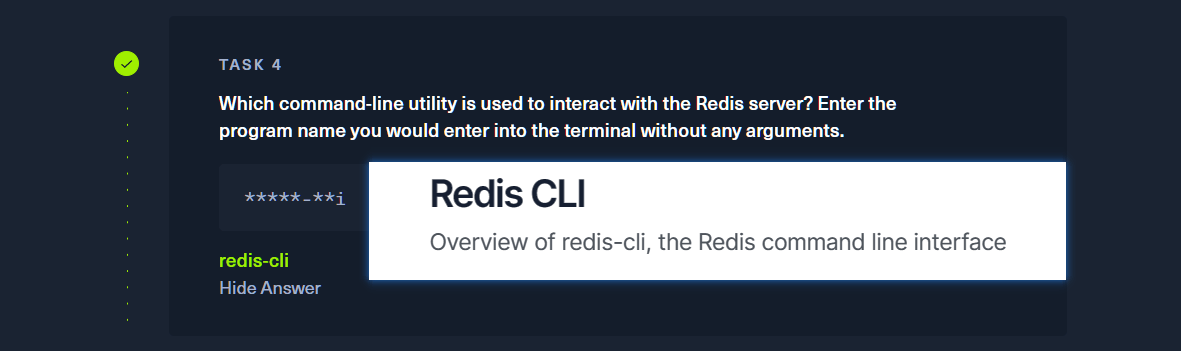 TASK 4
Which command-line utility is used to interact with the Redis server? Enter the
program name you would enter into the terminal without any arguments.
*****-**i
Redis CLI
Overview of redis-cli, the Redis command line interface
redis-cli
Hide Answer